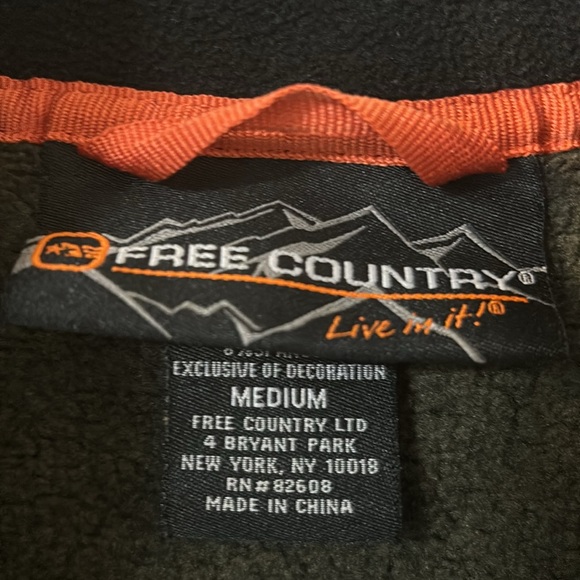 FREE COUNTRY®
Live in it!®
EXCLUSIVE OF DECORATION
MEDIUM
FREE COUNTRY LTD
4 BRYANT PARK
NEW YORK, NY 10018
RN# 82608
MADE IN CHINA